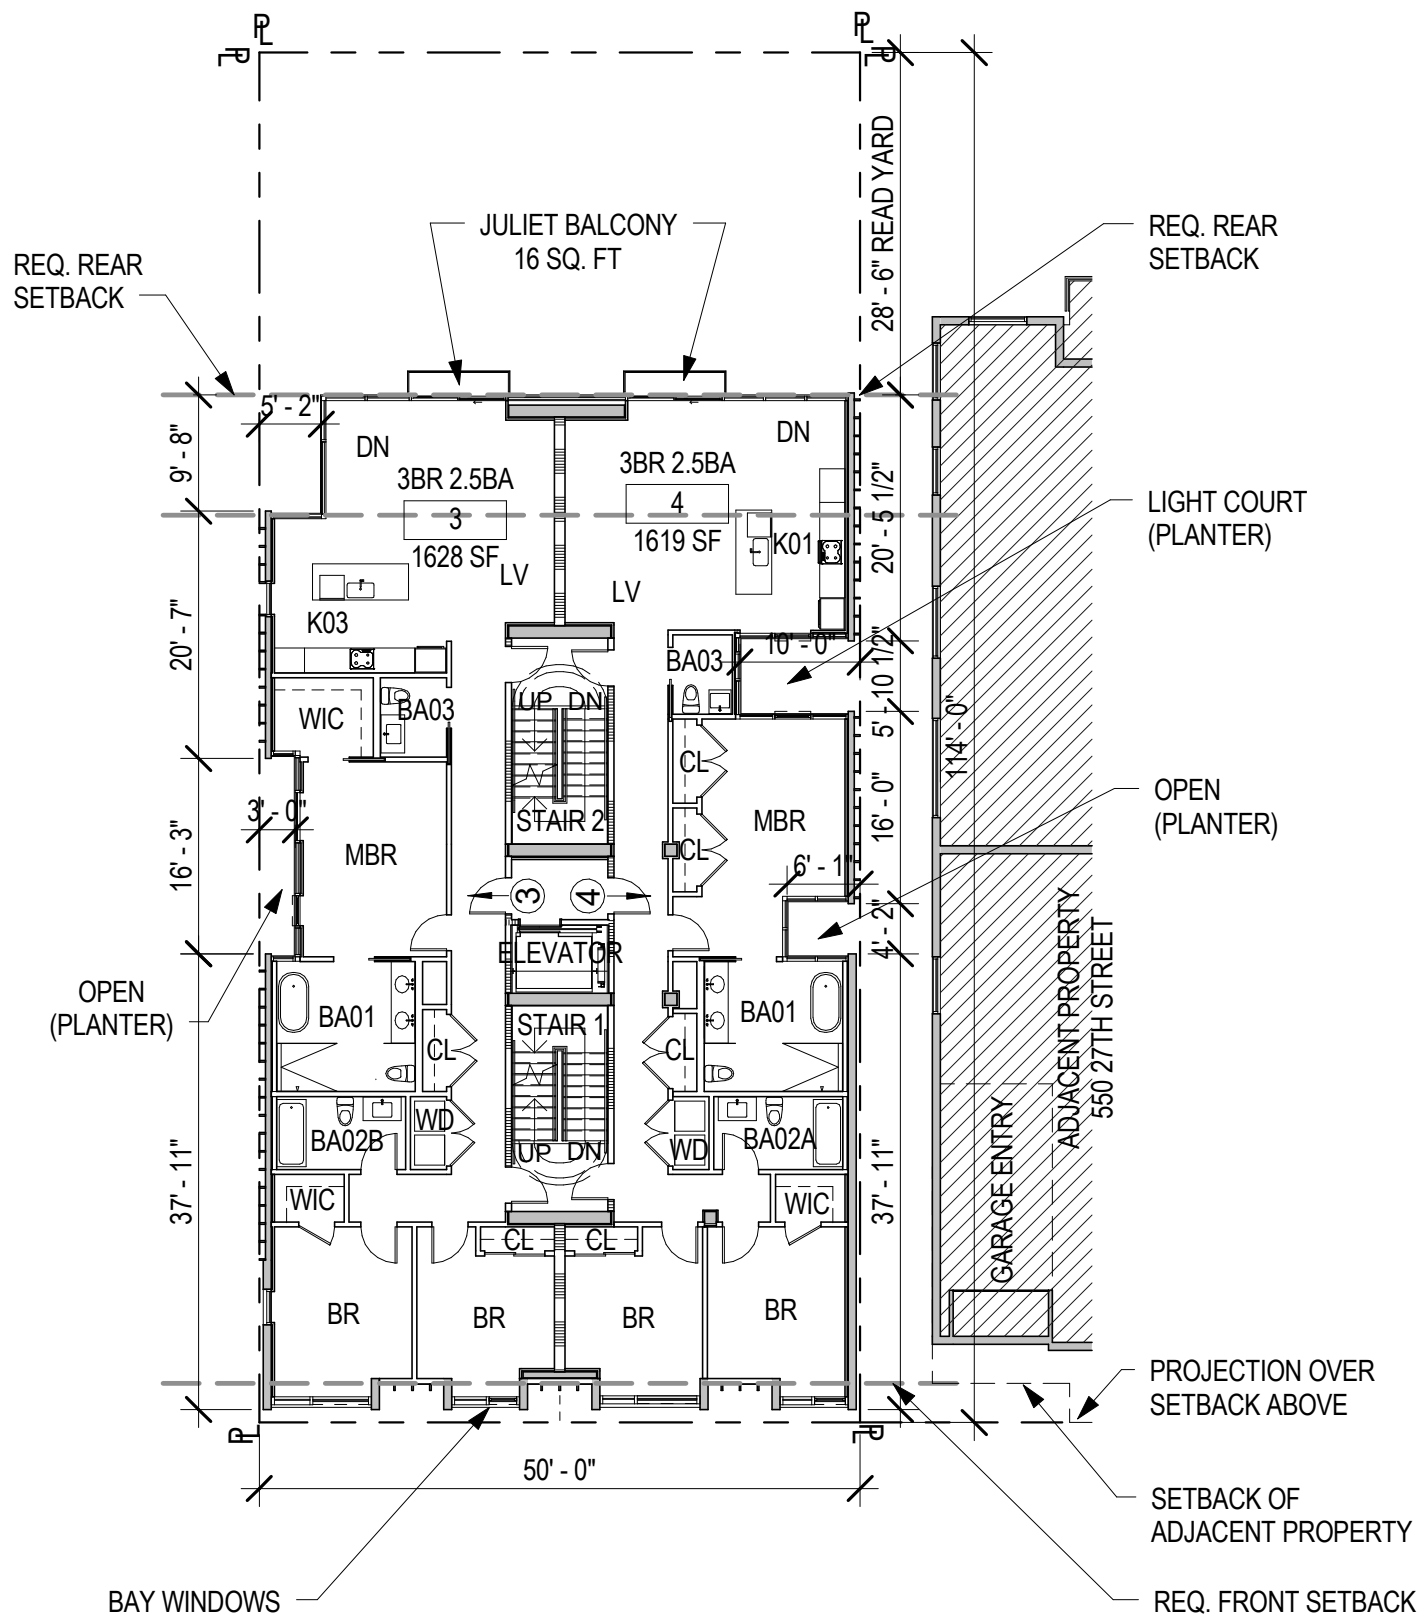 PL
PL
PL
PL
JULIET BALCONY
16 SQ. FT
REQ. REAR
SETBACK
REQ. REAR
SETBACK
28' - 6" READ YARD
5' - 2"
9' - 8"
DN
DN
3BR 2.5BA
3
1628 SF
3BR 2.5BA
4
1619 SF
LV
LV
K01
K03
20' - 5 1/2"
LIGHT COURT
(PLANTER)
20' - 7"
10' - 0"
BA03
BA03
WIC
UP
DN
5' - 10 1/2"
114' - 0"
CL
CL
STAIR 2
MBR
MBR
3' - 0"
16' - 3"
16' - 0"
OPEN
(PLANTER)
6' - 1"
3
4
4' - 2"
ELEVATOR
OPEN
(PLANTER)
BA01
BA01
STAIR 1
CL
CL
ADJACENT PROPERTY
550 27TH STREET
WD
WD
BA02B
BA02A
UP
DN
WIC
WIC
37' - 11"
37' - 11"
GARAGE ENTRY
CL
CL
BR
BR
BR
BR
PROJECTION OVER
SETBACK ABOVE
PL
PL
50' - 0"
SETBACK OF
ADJACENT PROPERTY
BAY WINDOWS
REQ. FRONT SETBACK